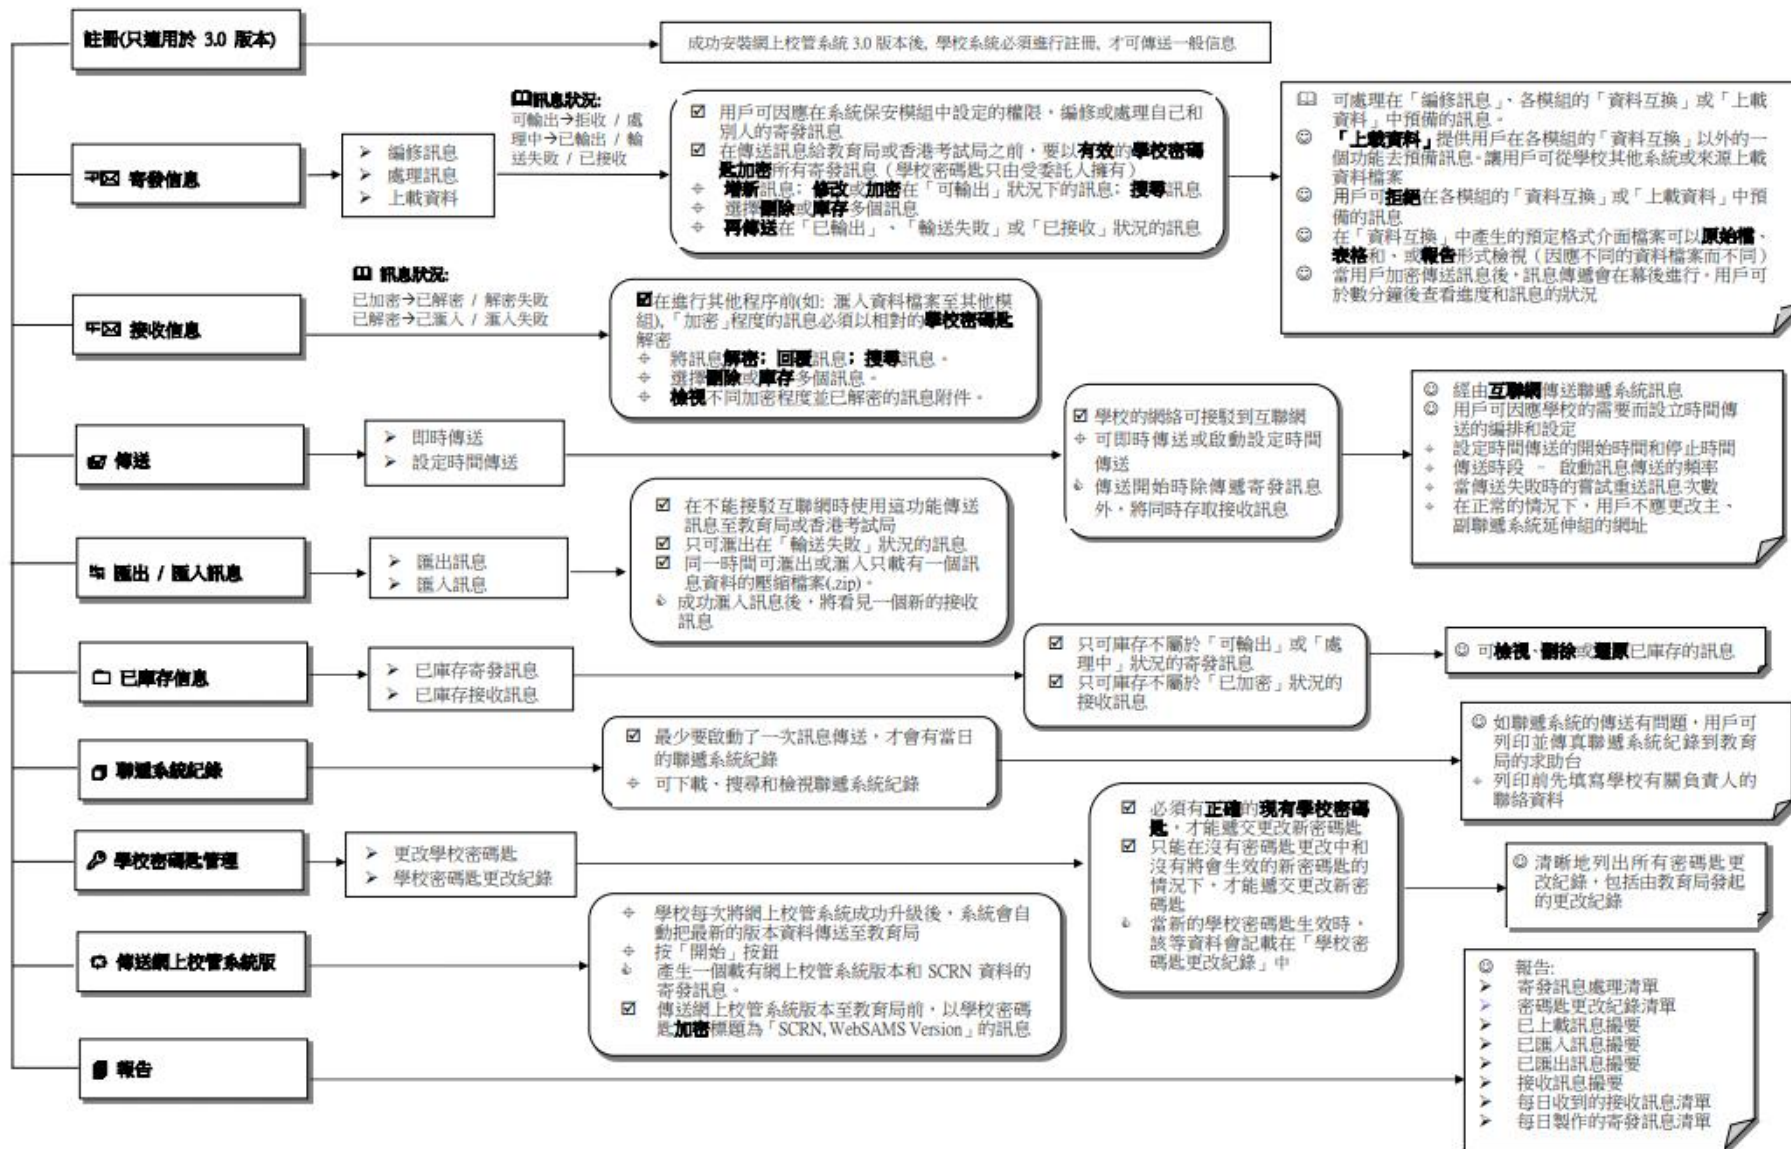 註冊(只適用於 3.0 版本)
成功安裝網上校管系統 3.0 版本後, 學校系統必須進行註冊, 才可傳送一般信息
寄發信息
編修訊息
處理訊息
上載資料
訊息狀況:
可輸出→拒收 / 處
理中→已輸出 / 輸
送失敗 / 已接收
用戶可因應在系統保安模組中設定的權限，編修或處理自己和
別人的寄發訊息
在傳送訊息給教育局或香港考試局之前，要以有效的學校密碼
匙加密所有寄發訊息（學校密碼匙只由受委託人擁有）
增新訊息; 修改或加密在「可輸出」狀況下的訊息; 搜尋訊息
選擇刪除或庫存多個訊息
再傳送在「已輸出」、「輸送失敗」或「已接收」狀況的訊息
可處理在「編修訊息」、各模組的「資料互換」或「上載
資料」中預備的訊息。
「上載資料」提供用戶在各模組的「資料互換」以外的一
個功能去預備訊息。讓用戶可從學校其他系統或來源上載
資料檔案
用戶可拒絕在各模組的「資料互換」或「上載資料」中預
備的訊息
在「資料互換」中產生的預定格式介面檔案可以原始檔、
表格和、或報告形式檢視（因應不同的資料檔案而不同）
當用戶加密傳送訊息後，訊息傳遞會在幕後進行。用戶可
於數分鐘後查看進度和訊息的狀況
接收信息
訊息狀況:
已加密→已解密 / 解密失敗
已解密→己滙入 / 滙入失敗
在進行其他程序前(如: 滙入資料檔案至其他模
組),「加密」程度的訊息必須以相對的學校密碼匙
解密
將訊息解密; 回覆訊息; 搜尋訊息。
選擇刪除或庫存多個訊息。
檢視不同加密程度並已解密的訊息附件。
傳送
即時傳送
設定時間傳送
學校的網絡可接駁到互聯網
可即時傳送或啟動設定時間
傳送
傳送開始時除傳遞寄發訊息
外，將同時存取接收訊息
經由互聯網傳送聯遞系統訊息
用戶可因應學校的需要而設立時間傳
送的編排和設定
設定時間傳送的開始時間和停止時間
傳送時段 - 啟動訊息傳送的頻率
當傳送失敗時的嘗試重送訊息次數
在正常的情況下，用戶不應更改主、
副聯遞系統延伸組的網址
匯出 / 匯入訊息
匯出訊息
匯入訊息
在不能接駁互聯網時使用這功能傳送
訊息至教育局或香港考試局
只可滙出在「輸送失敗」狀況的訊息
同一時間可滙出或滙入只載有一個訊
息資料的壓縮檔案(.zip)。
成功滙入訊息後，將看見一個新的接收
訊息
已庫存信息
已庫存寄發訊息
已庫存接收訊息
只可庫存不屬於「可輸出」或「處
理中」狀況的寄發訊息
只可庫存不屬於「已加密」狀況的
接收訊息
可檢視、刪除或還原已庫存的訊息
聯遞系統紀錄
最少要啟動了一次訊息傳送，才會有當日
的聯遞系統紀錄
可下載、搜尋和檢視聯遞系統紀錄
如聯遞系統的傳送有問題，用戶可
列印並傳真聯遞系統紀錄到教育
局的求助台
列印前先填寫學校有關負責人的
聯絡資料
學校密碼匙管理
更改學校密碼匙
學校密碼匙更改紀錄
必須有正確的現有學校密碼
匙，才能遞交更改新密碼匙
只能在沒有密碼匙更改中和
沒有將會生效的新密碼匙的
情況下，才能遞交更改新密
碼匙
當新的學校密碼匙生效時，
該等資料會記載在「學校密
碼匙更改紀錄」中
清晰地列出所有密碼匙更
改紀錄，包括由教育局發起
的更改紀錄
傳送網上校管系統版
學校每次將網上校管系統成功升級後，系統會自
動把最新的版本資料傳送至教育局
按「開始」按鈕
產生一個載有網上校管系統版本和 SCRN 資料的
寄發訊息。
傳送網上校管系統版本至教育局前，以學校密碼
匙加密標題為「SCRN, WebSAMS Version」的訊息
報告
報告:
寄發訊息處理清單
密碼匙更改紀錄清單
已上載訊息撮要
已匯入訊息撮要
已匯出訊息撮要
接收訊息撮要
每日收到的接收訊息清單
每日製作的寄發訊息清單